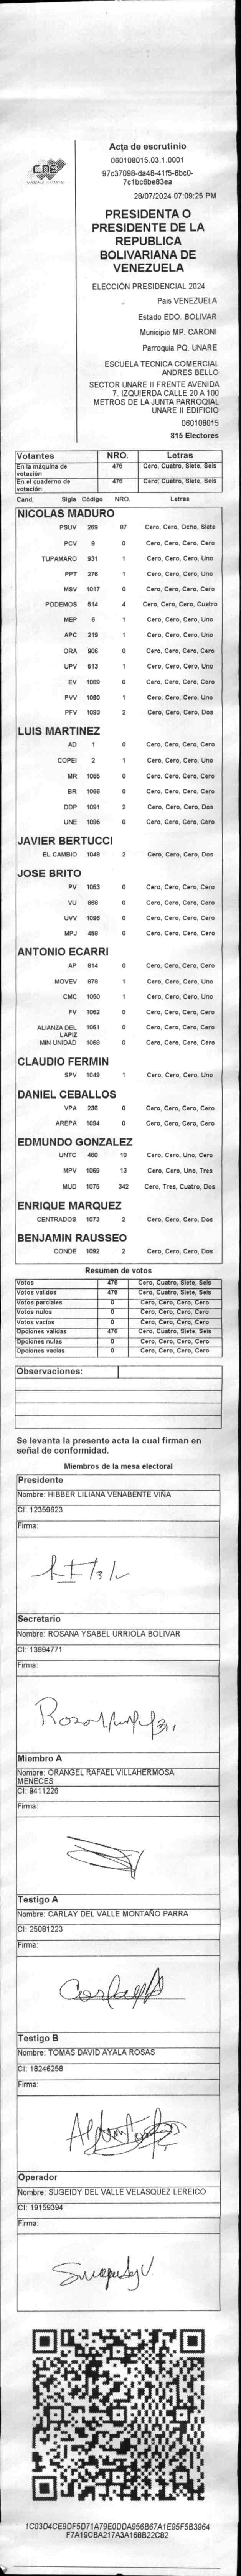 CNE
Acta de escrutinio
060108015.03.1.0001
97c37098-da48-41f5-8bc0-
7c1bc6be83ea
28/07/2024 07:09:25 PM
PRESIDENTA O
PRESIDENTE DE LA
REPUBLICA
BOLIVARIANA DE
VENEZUELA
ELECCIÓN PRESIDENCIAL 2024
Pais VENEZUELA
Estado EDO. BOLIVAR
Municipio MP. CARONI
Parroquia PQ. UNARE
ESCUELA TECNICA COMERCIAL
ANDRES BELLO
SECTOR UNARE II FRENTE AVENIDA
7. IZQUIERDA CALLE 20 A 100
METROS DE LA JUNTA PARROQIAL
UNARE II EDIFICIO
060108015
815 Electores
Votantes NRO. Letras
En la máquina de votación 476 Cero, Cuatro, Siete, Seis
En el cuaderno de votación 476 Cero, Cuatro, Siete, Seis
Cand. Sigla Código NRO. Letras
NICOLAS MADURO
PSUV 269 87 Cero, Cero, Ocho, Siete
PCV 9 0 Cero, Cero, Cero, Cero
TUPAMARO 931 1 Cero, Cero, Cero, Uno
PPT 276 1 Cero, Cero, Cero, Uno
MSV 1017 0 Cero, Cero, Cero, Cero
PODEMOS 514 4 Cero, Cero, Cero, Cuatro
MEP 6 1 Cero, Cero, Cero, Uno
APC 219 1 Cero, Cero, Cero, Uno
ORA 906 0 Cero, Cero, Cero, Cero
UPV 513 1 Cero, Cero, Cero, Uno
EV 1089 0 Cero, Cero, Cero, Cero
PVV 1090 1 Cero, Cero, Cero, Uno
PFV 1093 2 Cero, Cero, Cero, Dos
LUIS MARTINEZ
AD 1 0 Cero, Cero, Cero, Cero
COPEI 2 1 Cero, Cero, Cero, Uno
MR 1065 0 Cero, Cero, Cero, Cero
BR 1066 0 Cero, Cero, Cero, Cero
DDP 1091 2 Cero, Cero, Cero, Dos
UNE 1095 0 Cero, Cero, Cero, Cero
JAVIER BERTUCCI
EL CAMBIO 1048 2 Cero, Cero, Cero, Dos
JOSE BRITO
PV 1053 0 Cero, Cero, Cero, Cero
VU 868 0 Cero, Cero, Cero, Cero
UVV 1096 0 Cero, Cero, Cero, Cero
MPJ 458 0 Cero, Cero, Cero, Cero
ANTONIO ECARRI
AP 914 0 Cero, Cero, Cero, Cero
MOVEV 978 1 Cero, Cero, Cero, Uno
CMC 1050 1 Cero, Cero, Cero, Uno
FV 1062 0 Cero, Cero, Cero, Cero
ALIANZA DEL LAPIZ 1051 0 Cero, Cero, Cero, Cero
MIN UNIDAD 1069 0 Cero, Cero, Cero, Cero
CLAUDIO FERMIN
SPV 1049 1 Cero, Cero, Cero, Uno
DANIEL CEBALLOS
VPA 236 0 Cero, Cero, Cero, Cero
AREPA 1094 0 Cero, Cero, Cero, Cero
EDMUNDO GONZALEZ
UNTC 460 10 Cero, Cero, Uno, Cero
MPV 1069 13 Cero, Cero, Uno, Tres
MUD 1075 342 Cero, Tres, Cuatro, Dos
ENRIQUE MARQUEZ
CENTRADOS 1073 2 Cero, Cero, Cero, Dos
BENJAMIN RAUSSEO
CONDE 1092 2 Cero, Cero, Cero, Dos
Resumen de votos
Votos 476 Cero, Cuatro, Siete, Seis
Votos validos 476 Cero, Cuatro, Siete, Seis
Votos parciales 0 Cero, Cero, Cero, Cero
Votos nulos 0 Cero, Cero, Cero, Cero
Votos vacios 0 Cero, Cero, Cero, Cero
Opciones validas 476 Cero, Cuatro, Siete, Seis
Opciones nulas 0 Cero, Cero, Cero, Cero
Opciones vacias 0 Cero, Cero, Cero, Cero
Observaciones:
Se levanta la presente acta la cual firman en
señal de conformidad.
Miembros de la mesa electoral
Presidente
Nombre: HIBBER LILIANA VENABENTE VIÑA
CI: 12359623
Firma:
Secretario
Nombre: ROSANA YSABEL URRIOLA BOLIVAR
CI: 13994771
Firma:
Miembro A
Nombre: ORANGEL RAFAEL VILLAHERMOSA
MENECES
CI: 9411226
Firma:
Testigo A
Nombre: CARLAY DEL VALLE MONTAÑO PARRA
CI: 25081223
Firma:
Testigo B
Nombre: TOMAS DAVID AYALA ROSAS
CI: 18246258
Firma:
Operador
Nombre: SUGEIDY DEL VALLE VELASQUEZ LEREICO
CI: 19159394
Firma:
1C03D4CE9DF5D71A79E0DDA956B67A1E95F5B3964
F7A19CBA217A3A168B22C82